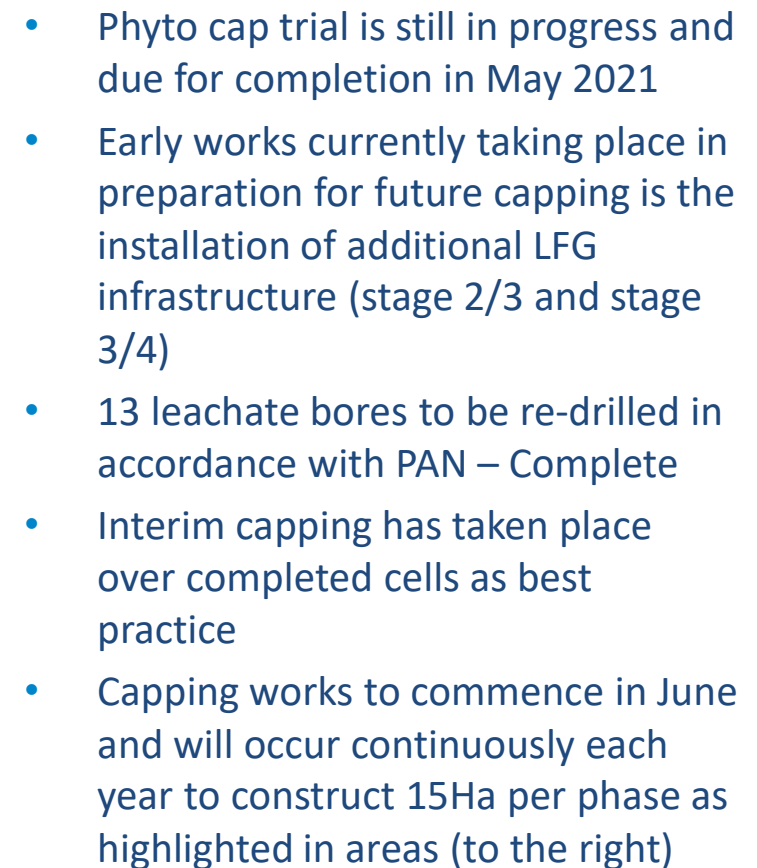 • Phyto cap trial is still in progress and
due for completion in May 2021
• Early works currently taking place in
preparation for future capping is the
installation of additional LFG
infrastructure (stage 2/3 and stage
3/4)
• 13 leachate bores to be re-drilled in
accordance with PAN – Complete
• Interim capping has taken place
over completed cells as best
practice
• Capping works to commence in June
and will occur continuously each
year to construct 15Ha per phase as
highlighted in areas (to the right)